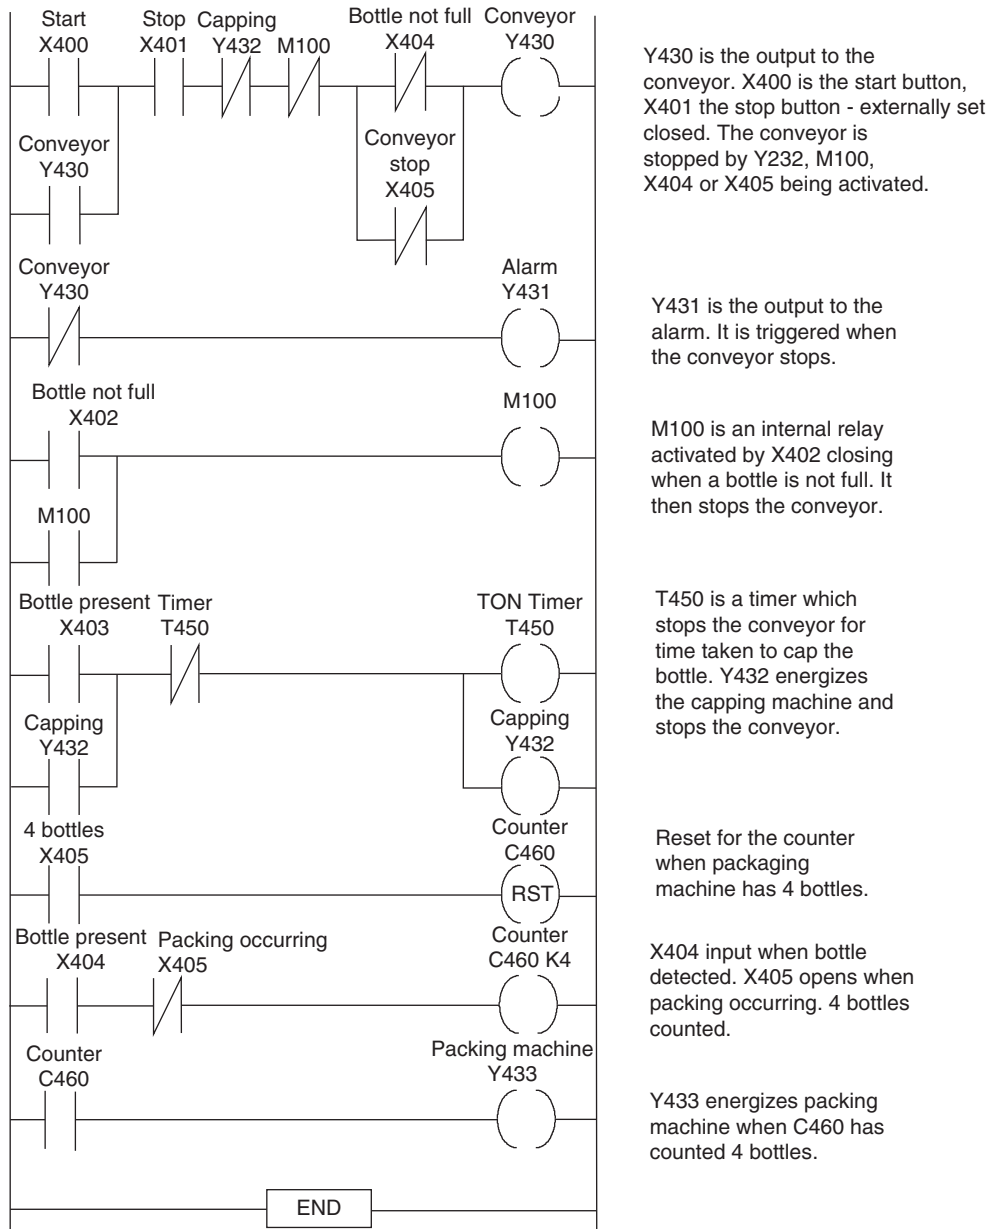 Start
X400
Stop
X401
Capping
Y432
M100
Bottle not full
X404
Conveyor
Y430
Conveyor
Y430
Conveyor
stop
X405
Y430 is the output to the
conveyor. X400 is the start button,
X401 the stop button - externally set
closed. The conveyor is
stopped by Y232, M100,
X404 or X405 being activated.
Conveyor
Y430
Alarm
Y431
Y431 is the output to the
alarm. It is triggered when
the conveyor stops.
Bottle not full
X402
M100
M100
M100 is an internal relay
activated by X402 closing
when a bottle is not full. It
then stops the conveyor.
Bottle present
X403
Timer
T450
TON Timer
T450
Capping
Y432
Capping
Y432
T450 is a timer which
stops the conveyor for
time taken to cap the
bottle. Y432 energizes
the capping machine and
stops the conveyor.
4 bottles
X405
Counter
C460
RST
Reset for the counter
when packaging
machine has 4 bottles.
Bottle present
X404
Packing occurring
X405
Counter
C460 K4
X404 input when bottle
detected. X405 opens when
packing occurring. 4 bottles
counted.
Counter
C460
Packing machine
Y433
Y433 energizes packing
machine when C460 has
counted 4 bottles.
END